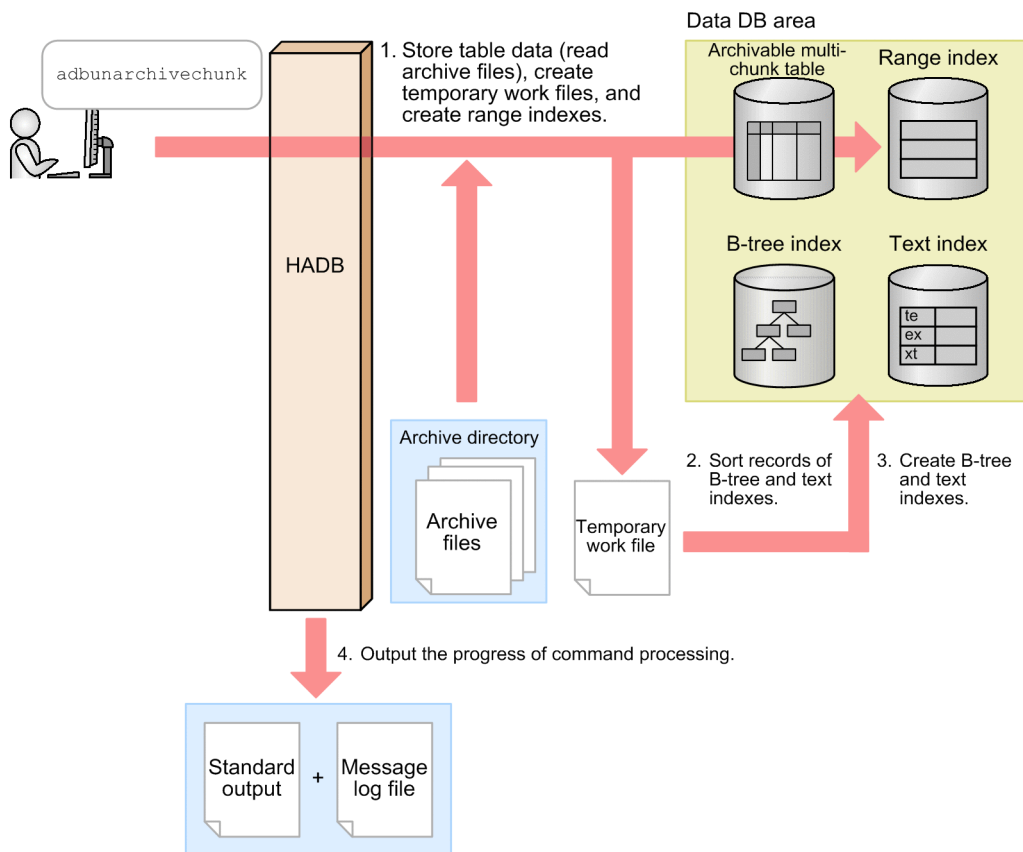 Data DB area
adbunarchivechunk
1. Store table data (read
archive files), create
temporary work files, and
create range indexes.
Archivable multi-
chunk table
Range index
HADB
B-tree index
Text index
te
ex
xt
Archive directory
Archive
files
Temporary
work file
2. Sort records of
B-tree and text
indexes.
3. Create B-tree
and text
indexes.
4. Output the progress of command processing.
Standard
output
+
Message
log file